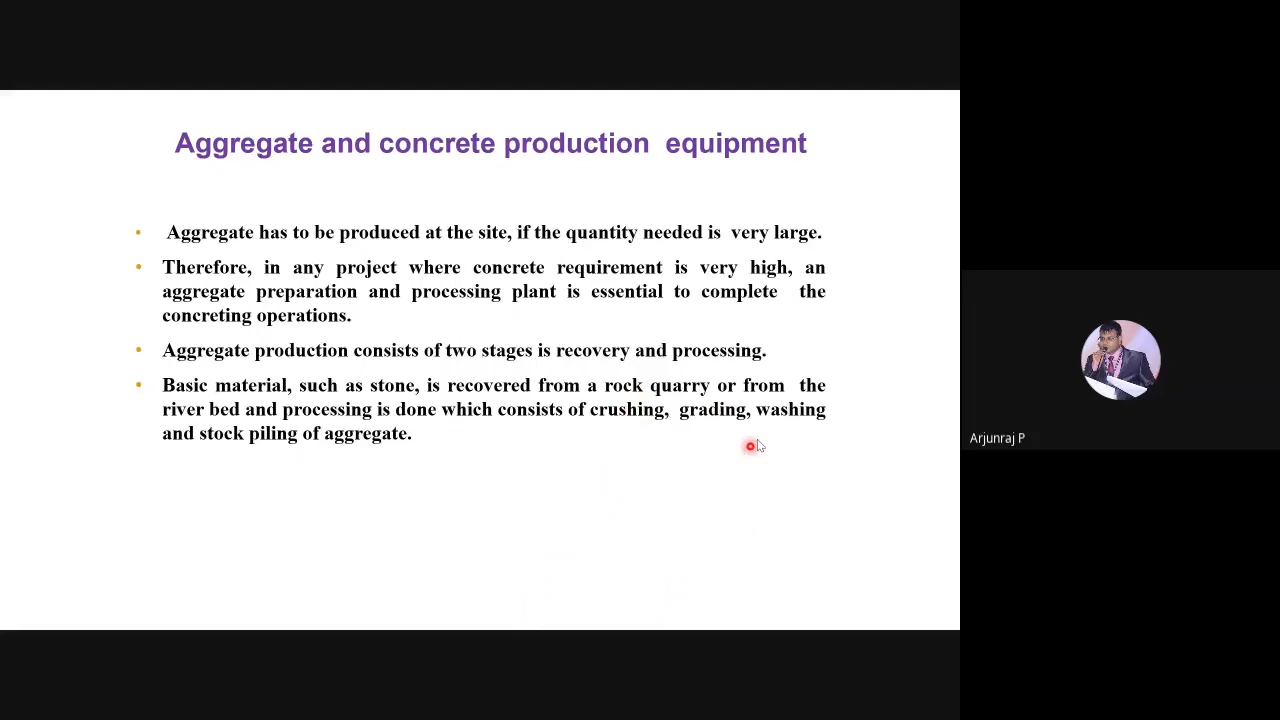 Aggregate and concrete production equipment
• Aggregate has to be produced at the site, if the quantity needed is very large.
• Therefore, in any project where concrete requirement is very high, an
aggregate preparation and processing plant is essential to complete the
concreting operations.
• Aggregate production consists of two stages is recovery and processing.
• Basic material, such as stone, is recovered from a rock quarry or from the
river bed and processing is done which consists of crushing, grading, washing
and stock piling of aggregate.
Arjunraj P